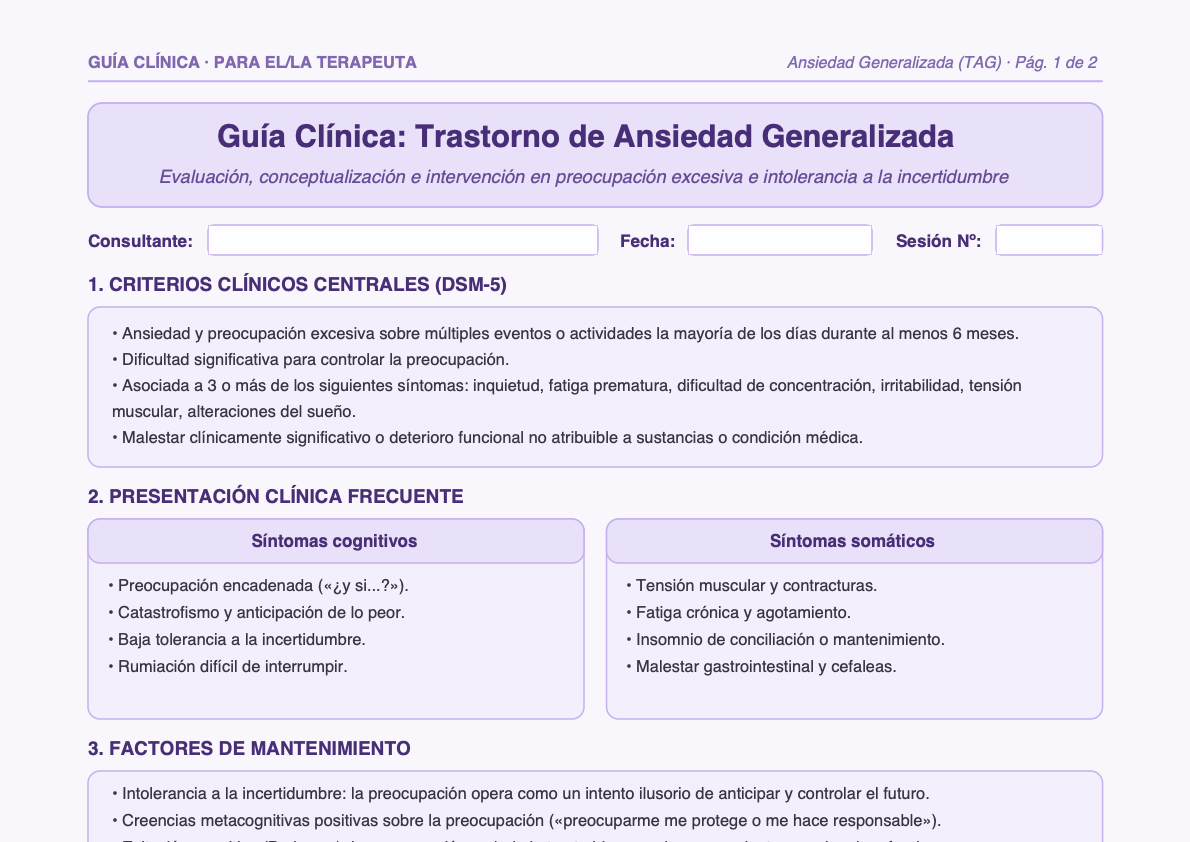 GUÍA CLÍNICA · PARA EL/LA TERAPEUTA
Ansiedad Generalizada (TAG) · Pág. 1 de 2
Guía Clínica: Trastorno de Ansiedad Generalizada
Evaluación, conceptualización e intervención en preocupación excesiva e intolerancia a la incertidumbre
Consultante:
Fecha:
Sesión Nº:
1. CRITERIOS CLÍNICOS CENTRALES (DSM-5)
• Ansiedad y preocupación excesiva sobre múltiples eventos o actividades la mayoría de los días durante al menos 6 meses.
• Dificultad significativa para controlar la preocupación.
• Asociada a 3 o más de los siguientes síntomas: inquietud, fatiga prematura, dificultad de concentración, irritabilidad, tensión
muscular, alteraciones del sueño.
• Malestar clínicamente significativo o deterioro funcional no atribuible a sustancias o condición médica.
2. PRESENTACIÓN CLÍNICA FRECUENTE
Síntomas cognitivos
• Preocupación encadenada («¿y si...?»).
• Catastrofismo y anticipación de lo peor.
• Baja tolerancia a la incertidumbre.
• Rumiación difícil de interrumpir.
Síntomas somáticos
• Tensión muscular y contracturas.
• Fatiga crónica y agotamiento.
• Insomnio de conciliación o mantenimiento.
• Malestar gastrointestinal y cefaleas.
3. FACTORES DE MANTENIMIENTO
• Intolerancia a la incertidumbre: la preocupación opera como un intento ilusorio de anticipar y controlar el futuro.
• Creencias metacognitivas positivas sobre la preocupación («preocuparme me protege o me hace responsable»).